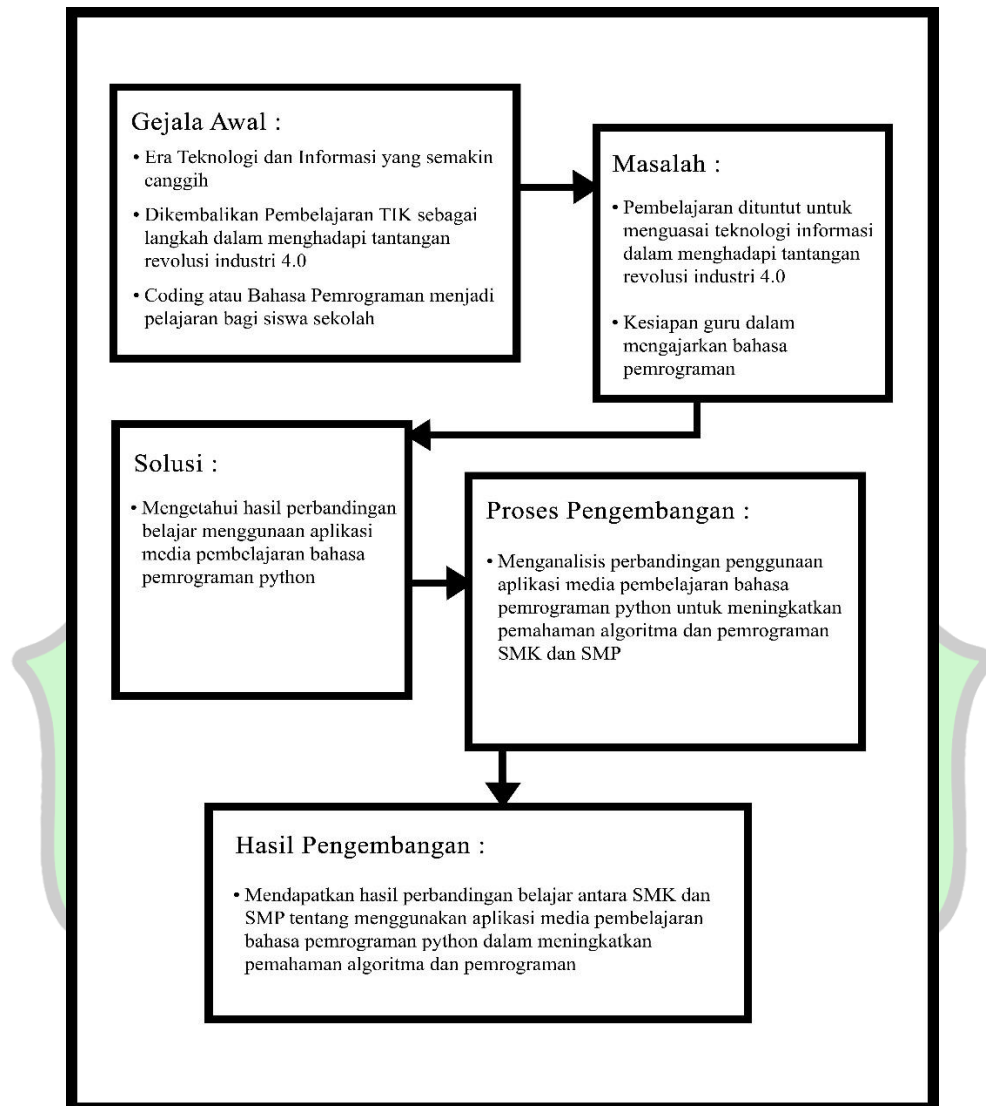 Gejala Awal :
• Era Teknologi dan Informasi yang semakin
canggih
• Dikembalikan Pembelajaran TIK sebagai
langkah dalam menghadapi tantangan
revolusi industri 4.0
• Coding atau Bahasa Pemrograman menjadi
pelajaran bagi siswa sekolah
Masalah :
• Pembelajaran dituntut untuk
menguasai teknologi informasi
dalam menghadapi tantangan
revolusi industri 4.0
• Kesiapan guru dalam
mengajarkan bahasa
pemrograman
Solusi :
• Mengetahui hasil perbandingan
belajar menggunaan aplikasi
media pembelajaran bahasa
pemrograman python
Proses Pengembangan :
• Menganalisis perbandingan penggunaan
aplikasi media pembelajaran bahasa
pemrograman python untuk meningkatkan
pemahaman algoritma dan pemrograman
SMK dan SMP
Hasil Pengembangan :
• Mendapatkan hasil perbandingan belajar antara SMK dan
SMP tentang menggunakan aplikasi media pembelajaran
bahasa pemrograman python dalam meningkatkan
pemahaman algoritma dan pemrograman